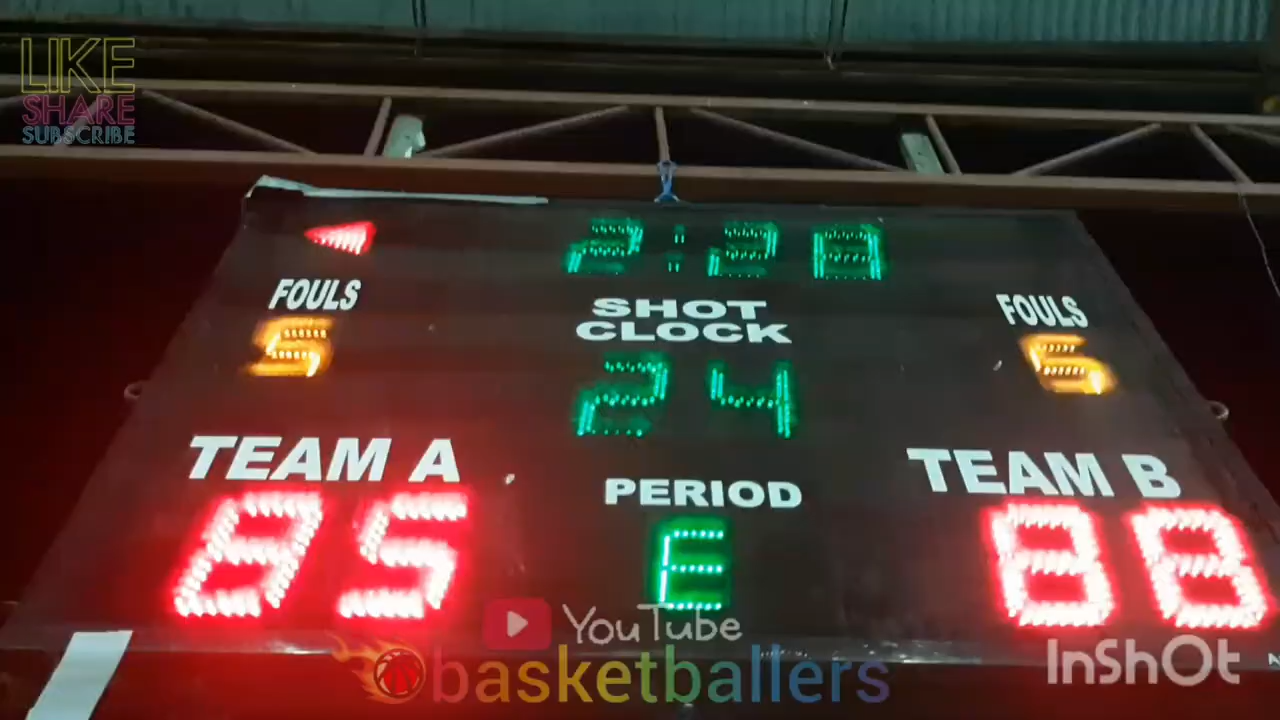 LIKE
SHARE
SUBSCRIBE
2:28
FOULS
5
SHOT
CLOCK
24
FOULS
5
TEAM A
85
PERIOD
E
TEAM B
88
YouTube
basketballers
InShOt